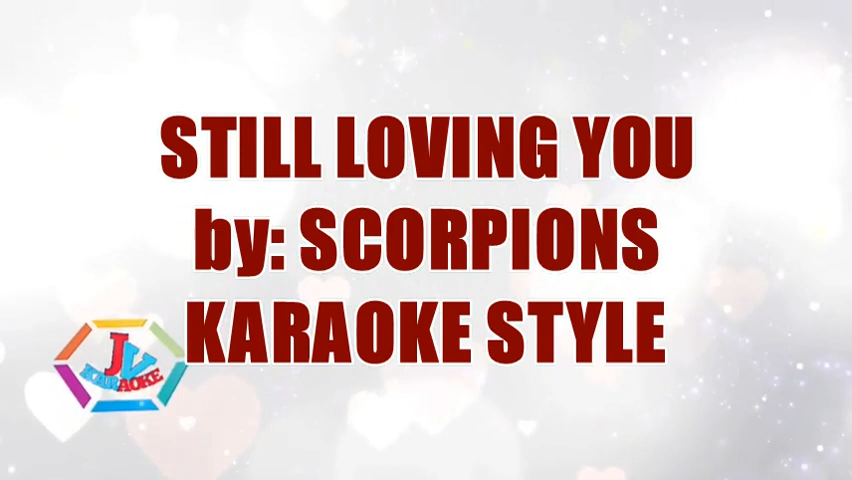 STILL LOVING YOU
by: SCORPIONS
KARAOKE STYLE
JV
KARAOKE